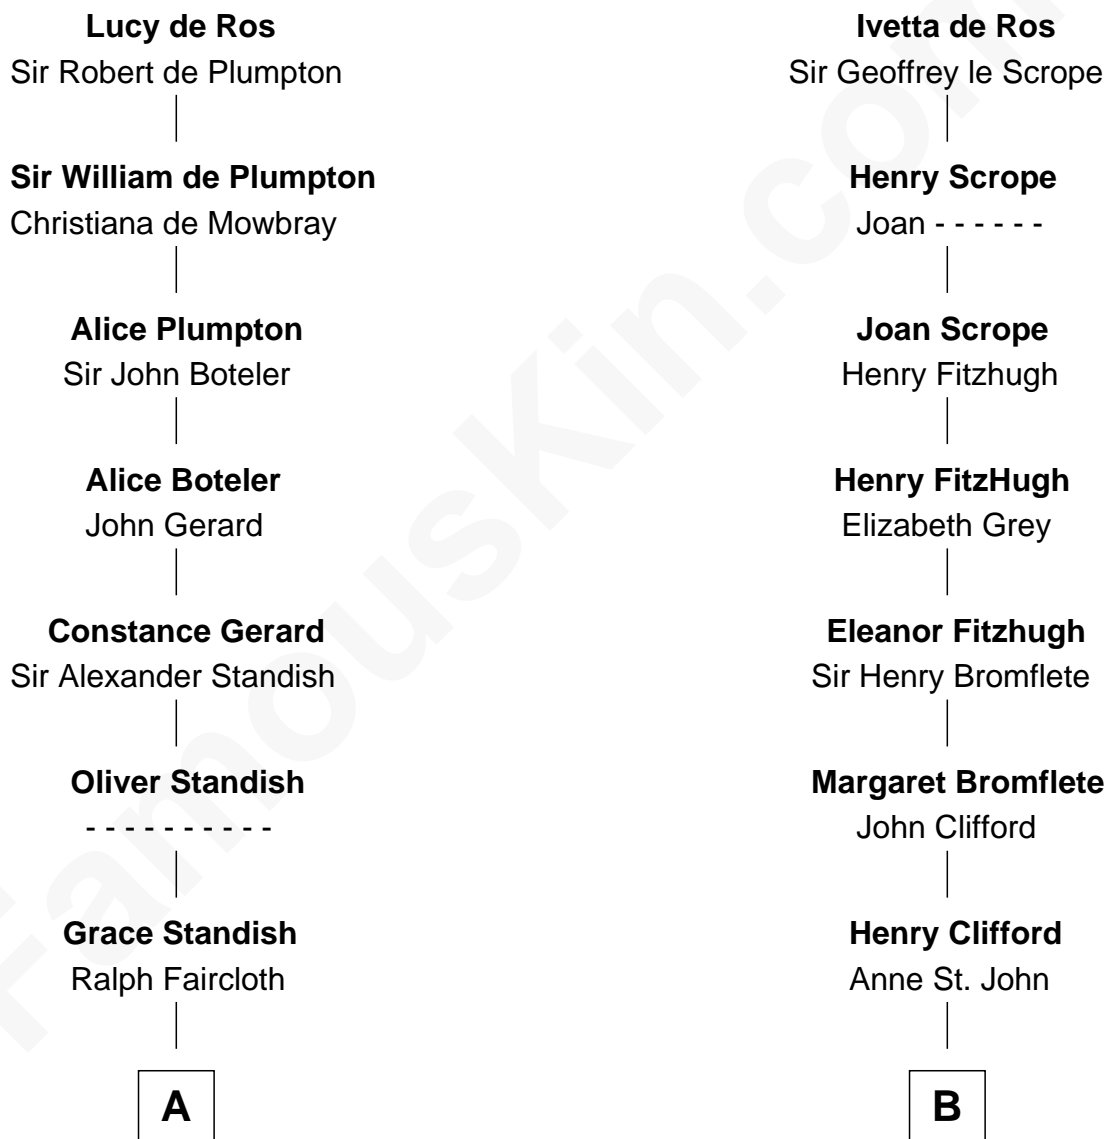 Lucy de Ros
Sir Robert de Plumpton
Sir William de Plumpton
Christiana de Mowbray
Alice Plumpton
Sir John Boteler
Alice Boteler
John Gerard
Constance Gerard
Sir Alexander Standish
Oliver Standish
- - - - - - - - - -
Grace Standish
Ralph Faircloth
A
Ivetta de Ros
Sir Geoffrey le Scrope
Henry Scrope
Joan - - - - - -
Joan Scrope
Henry Fitzhugh
Henry FitzHugh
Elizabeth Grey
Eleanor Fitzhugh
Sir Henry Bromflete
Margaret Bromflete
John Clifford
Henry Clifford
Anne St. John
B
FamousKin.com